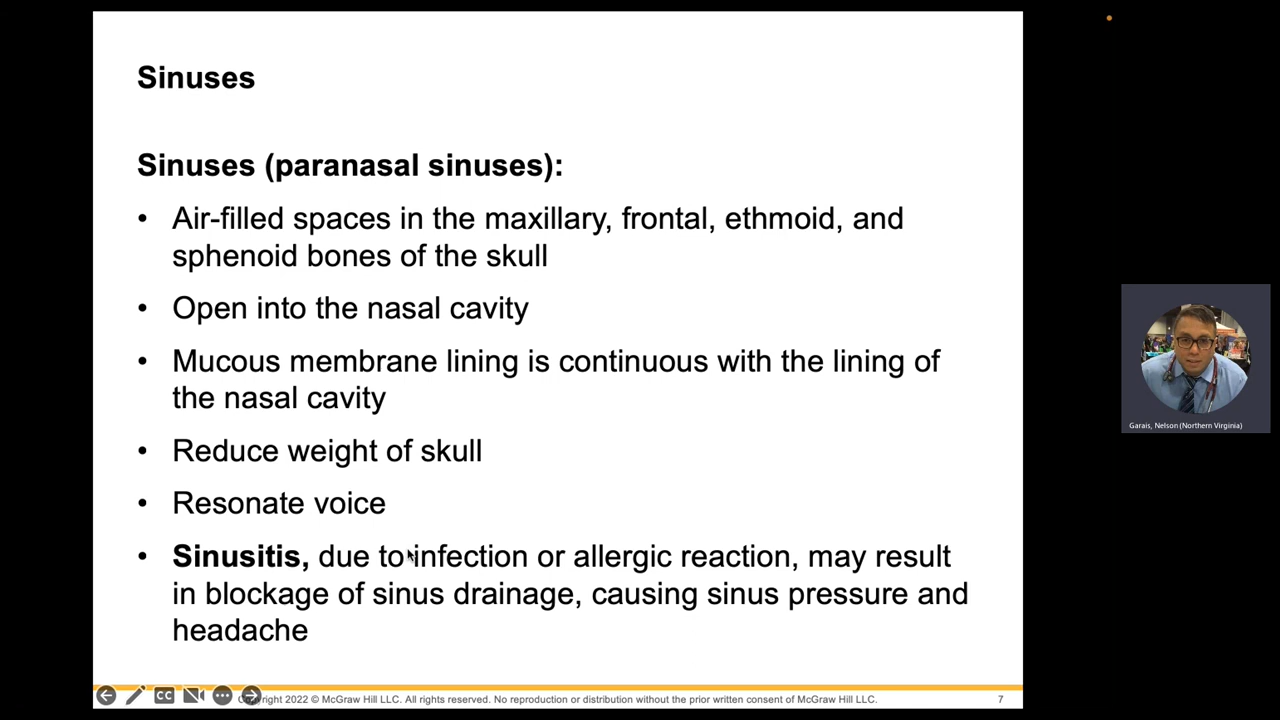 Sinuses
Sinuses (paranasal sinuses):
• Air-filled spaces in the maxillary, frontal, ethmoid, and
sphenoid bones of the skull
• Open into the nasal cavity
• Mucous membrane lining is continuous with the lining of
the nasal cavity
• Reduce weight of skull
• Resonate voice
• Sinusitis, due to infection or allergic reaction, may result
in blockage of sinus drainage, causing sinus pressure and
headache
CC
Copyright 2022 © McGraw Hill LLC. All rights reserved. No reproduction or distribution without the prior written consent of McGraw Hill LLC.
7
Garais, Nelson (Northern Virginia)